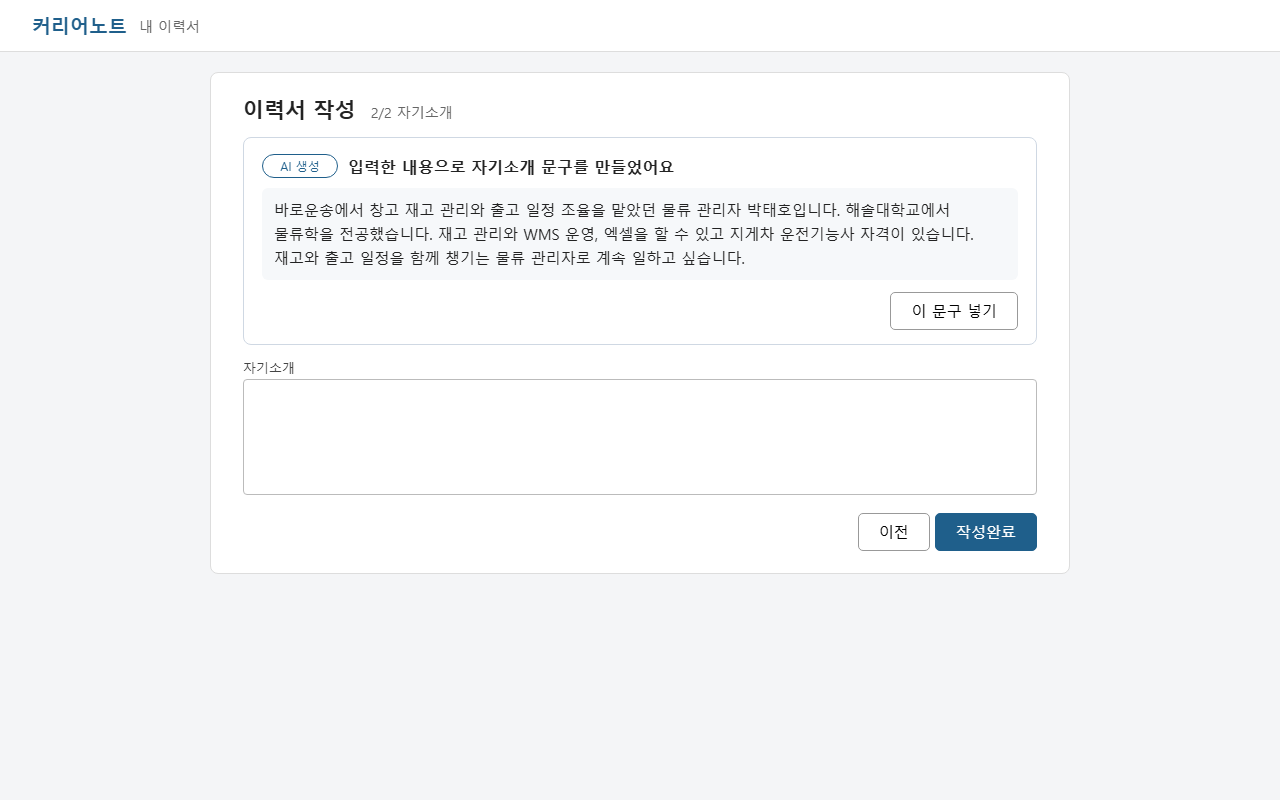 커리어노트 내 이력서
이력서 작성 2/2 자기소개
AI 생성 입력한 내용으로 자기소개 문구를 만들었어요
바로운송에서 창고 재고 관리와 출고 일정 조율을 맡았던 물류 관리자 박태호입니다. 해솔대학교에서
물류학을 전공했습니다. 재고 관리와 WMS 운영, 엑셀을 할 수 있고 지게차 운전기능사 자격이 있습니다.
재고와 출고 일정을 함께 챙기는 물류 관리자로 계속 일하고 싶습니다.
이 문구 넣기
자기소개
이전 작성완료